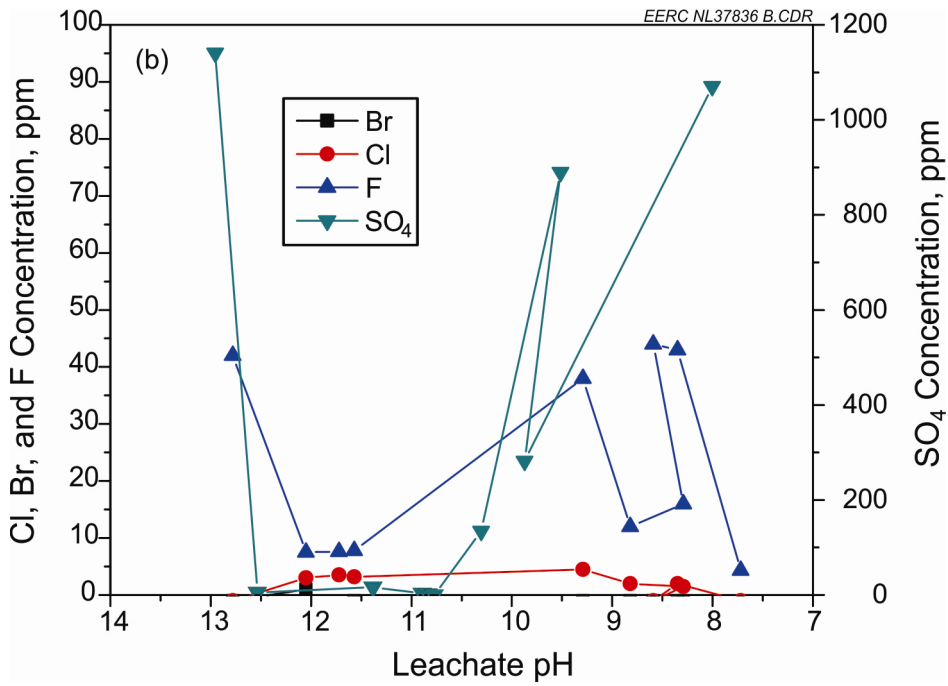 EERC NL37836 B.CDR
(b)
Br
Cl
F
SO₄
100
90
80
70
60
50
40
30
20
10
0
Cl, Br, and F Concentration, ppm
1200
1000
800
600
400
200
0
SO₄ Concentration, ppm
14 13 12 11 10 9 8 7
Leachate pH